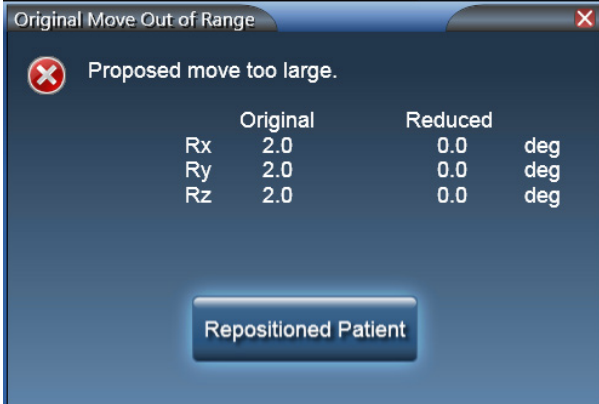 Original Move Out of Range
Proposed move too large.
Original Reduced
Rx 2.0 0.0 deg
Ry 2.0 0.0 deg
Rz 2.0 0.0 deg
Repositioned Patient